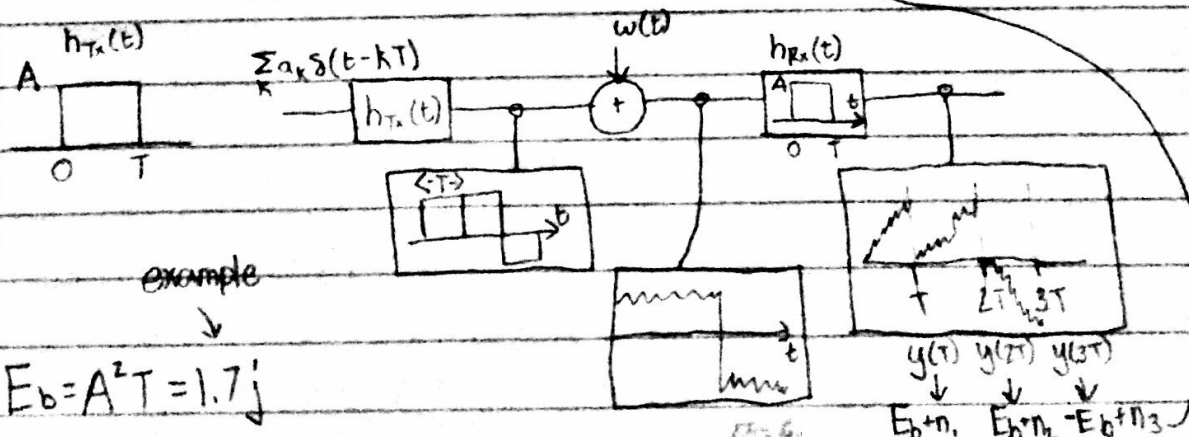 h_Tx(t)
A
0 T
∑ a_k δ(t-kT)
k
h_Tx(t)
w(t)
+
h_Rx(t)
A
t
0 T
<-T->
t
t
T 2T 3T
example
E_b=A²T=1.7j
y(T) y(2T) y(3T)
E_b+n_1 E_b+n_2 -E_b+n_3